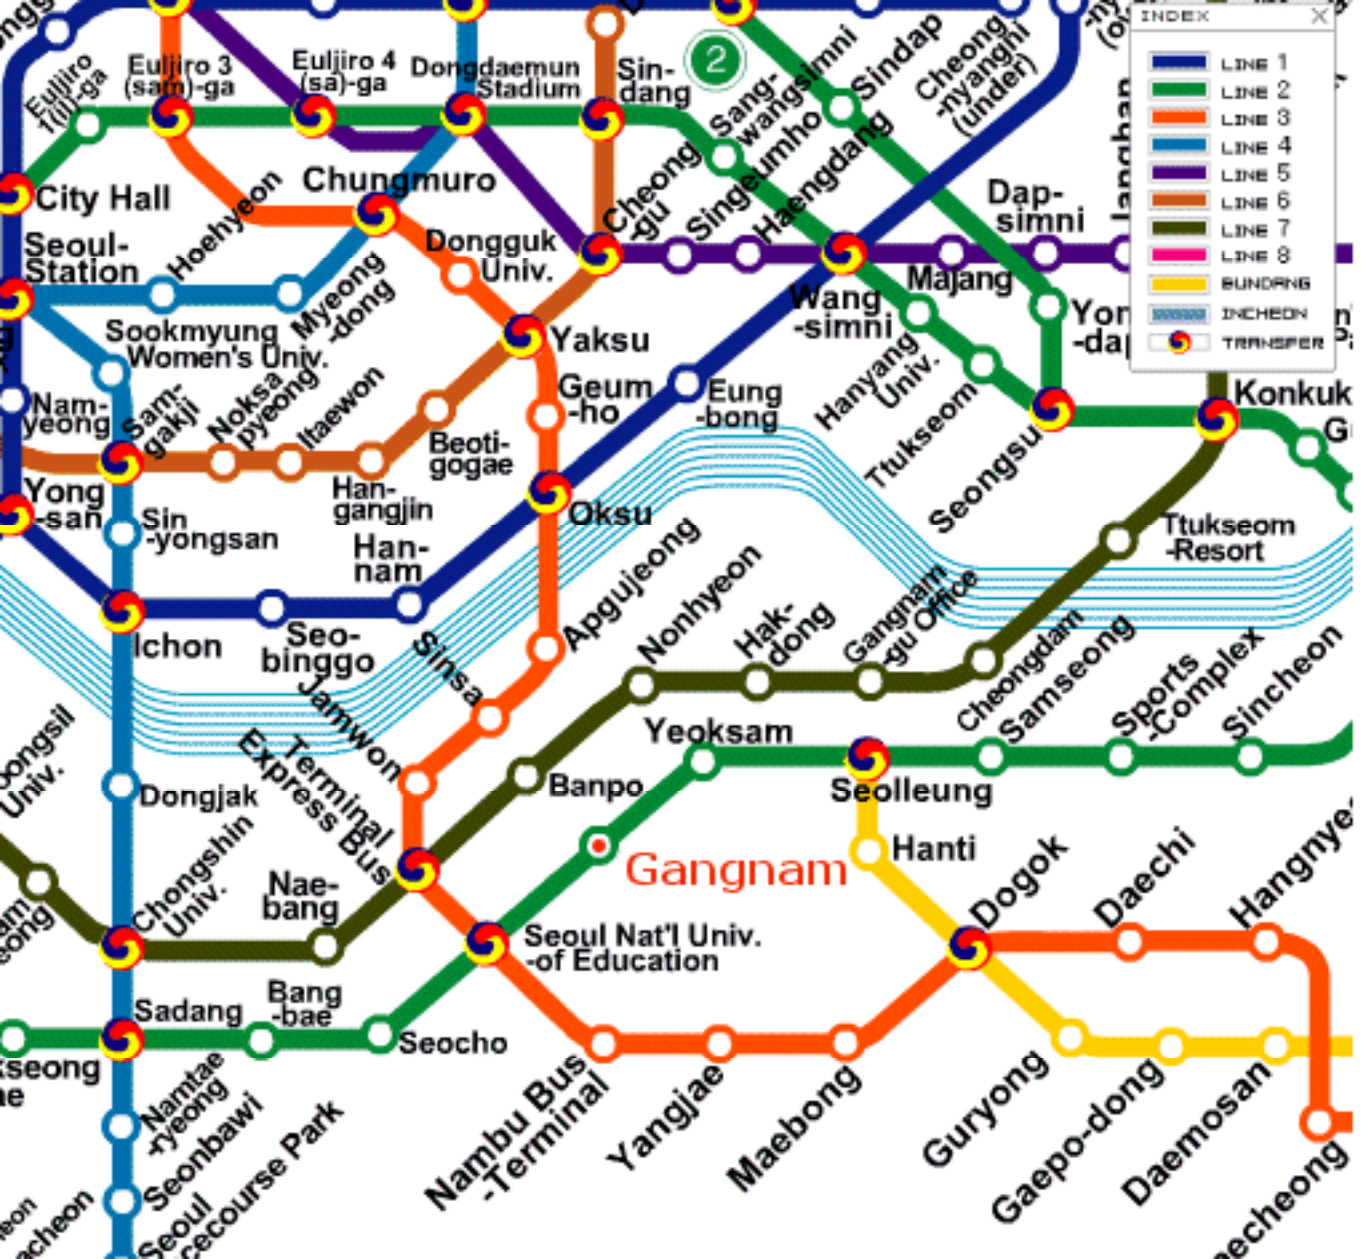 Euljiro
1(il)-ga
Euljiro 3
(sam)-ga
Euljiro 4
(sa)-ga
Dongdaemun
Stadium
Sin-
dang
2
Sang-
wangsimni
Sindap
Cheong
-nyanghi
(under)
INDEX
LINE 1
LINE 2
LINE 3
LINE 4
LINE 5
LINE 6
LINE 7
LINE 8
BUNDANG
INCHEON
TRANSFER
City Hall
Chungmuro
Cheong
-gu
Singeumho
Haengdang
Dap-
simni
Seoul-
Station
Hoehyeon
Myeong
-dong
Dongguk
Univ.
Wang
-simni
Majang
Sookmyung
Women's Univ.
Yaksu
Hanyang
Univ.
Nam-
yeong
Sam-
gakji
Noksa
pyeong
Itaewon
Beoti-
gogae
Geum
-ho
Eung
-bong
Ttukseom
Seongsu
Konkuk
Yong
-san
Sin
-yongsan
Han-
gangjin
Han-
nam
Oksu
Ttukseom
-Resort
Ichon
Seo-
binggo
Sinsa
Apgujeong
Nonhyeon
Hak-
dong
Gangnam
-gu Office
Cheongdam
Samseong
Sports
-Complex
Sincheon
Jamwon
Terminal
Express Bus
Yeoksam
Banpo
Seolleung
Univ.
Dongjak
Chongshin
Univ.
Nae-
bang
Gangnam
Hanti
Dogok
Daechi
Seoul Nat'l Univ.
-of Education
Sadang
Bang
-bae
Seocho
Namtae
-ryeong
Seonbawi
Seoul
Nambu Bus
-Terminal
Yangjae
Maebong
Guryong
Gaepo-dong
Daemosan